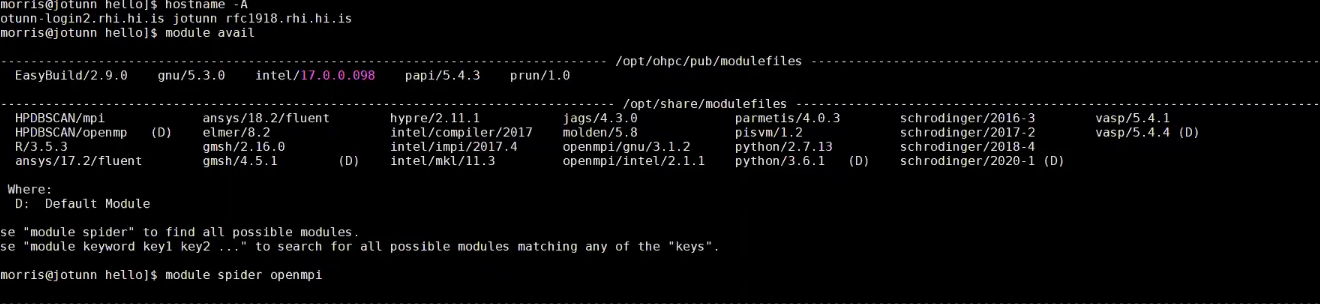 morris@jotunn hello]$ hostname -A
otunn-login2.rhi.hi.is jotunn rfc1918.rhi.hi.is
morris@jotunn hello]$ module avail
--------------------------------------------------------------------------------- /opt/ohpc/pub/modulefiles ---------------------------------------------------------------------
EasyBuild/2.9.0 gnu/5.3.0 intel/17.0.0.098 papi/5.4.3 prun/1.0
---------------------------------------------------------------------------------- /opt/share/modulefiles -----------------------------------------------------------------------
HPDBSCAN/mpi ansys/18.2/fluent hypre/2.11.1 jags/4.3.0 parmetis/4.0.3 schrodinger/2016-3 vasp/5.4.1
HPDBSCAN/openmp (D) elmer/8.2 intel/compiler/2017 molden/5.8 pisvm/1.2 schrodinger/2017-2 vasp/5.4.4 (D)
R/3.5.3 gmsh/2.16.0 intel/impi/2017.4 openmpi/gnu/3.1.2 python/2.7.13 schrodinger/2018-4
ansys/17.2/fluent gmsh/4.5.1 (D) intel/mkl/11.3 openmpi/intel/2.1.1 python/3.6.1 (D) schrodinger/2020-1 (D)
Where:
D: Default Module
se "module spider" to find all possible modules.
se "module keyword key1 key2 ..." to search for all possible modules matching any of the "keys".
morris@jotunn hello]$ module spider openmpi